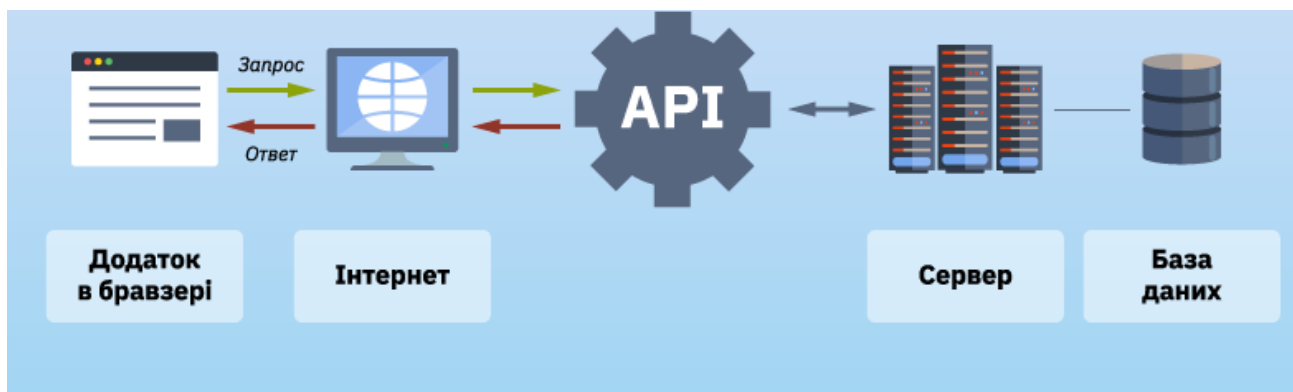 Запрос
Ответ
API
Додаток
в бравзері
Інтернет
Сервер
База
даних